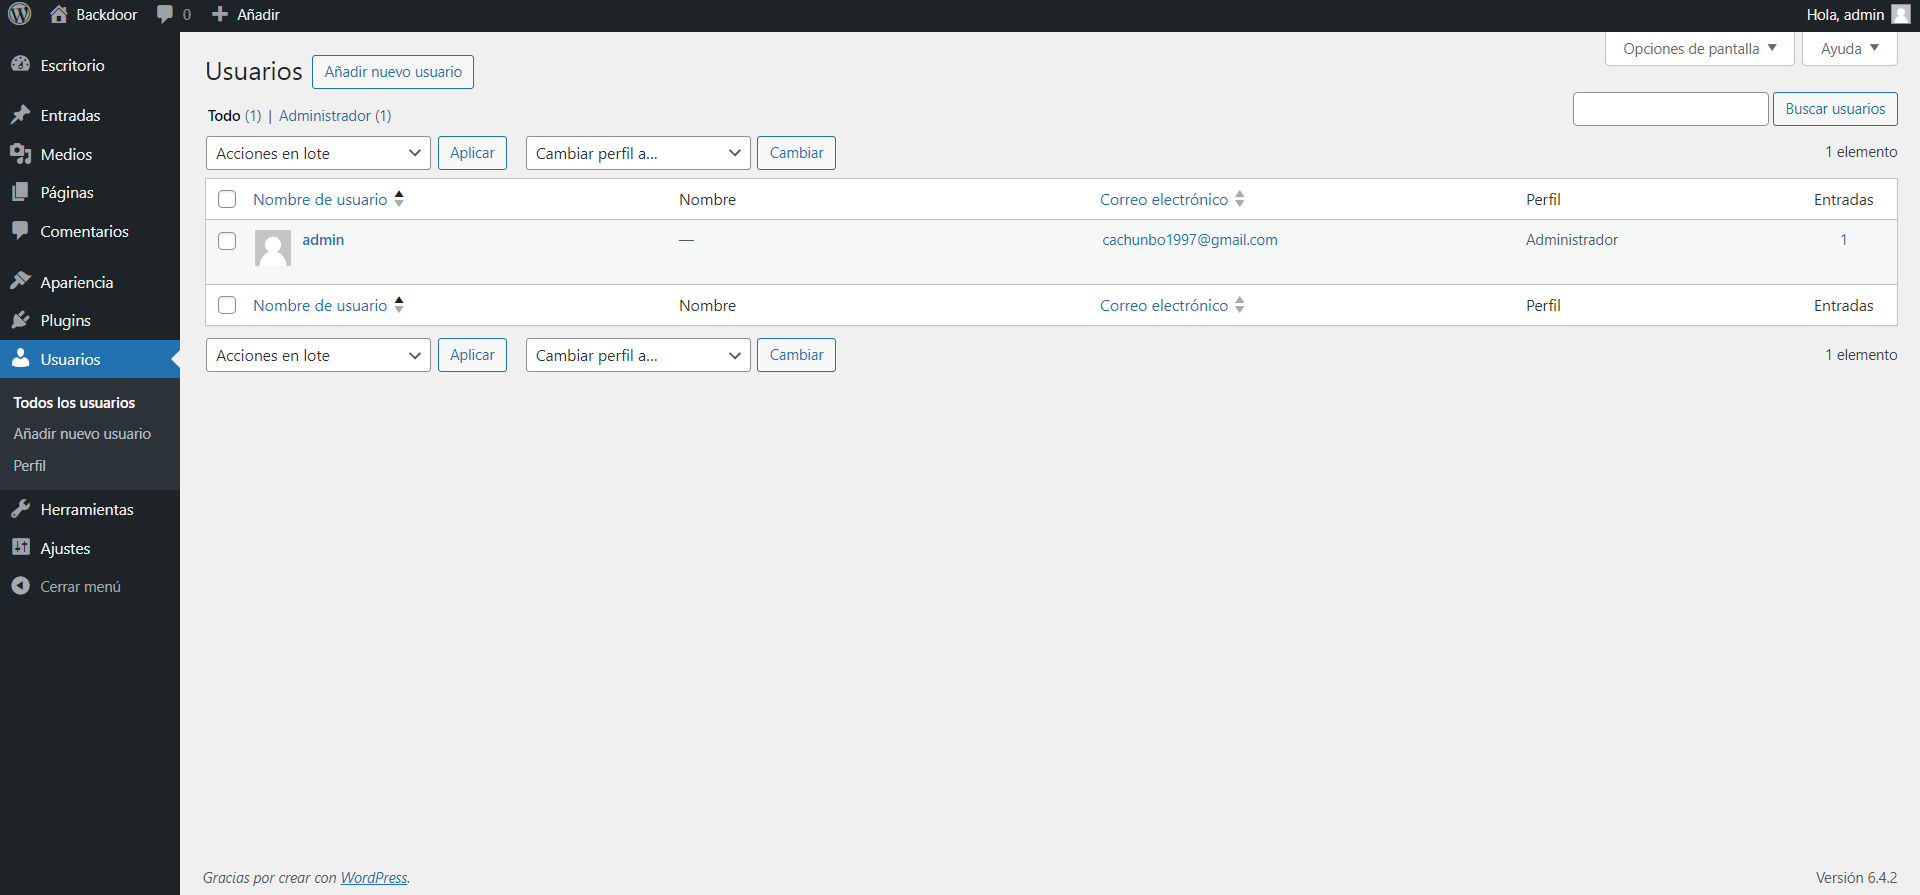 Backdoor 0 Añadir Hola, admin
Escritorio
Entradas
Medios
Páginas
Comentarios
Apariencia
Plugins
Usuarios
Todos los usuarios
Añadir nuevo usuario
Perfil
Herramientas
Ajustes
Cerrar menú
Opciones de pantalla Ayuda
Usuarios Añadir nuevo usuario
Todo (1) | Administrador (1)
Buscar usuarios
Acciones en lote Aplicar Cambiar perfil a... Cambiar 1 elemento
Nombre de usuario Nombre Correo electrónico Perfil Entradas
admin — cachunbo1997@gmail.com Administrador 1
Nombre de usuario Nombre Correo electrónico Perfil Entradas
Acciones en lote Aplicar Cambiar perfil a... Cambiar 1 elemento
Gracias por crear con WordPress. Versión 6.4.2